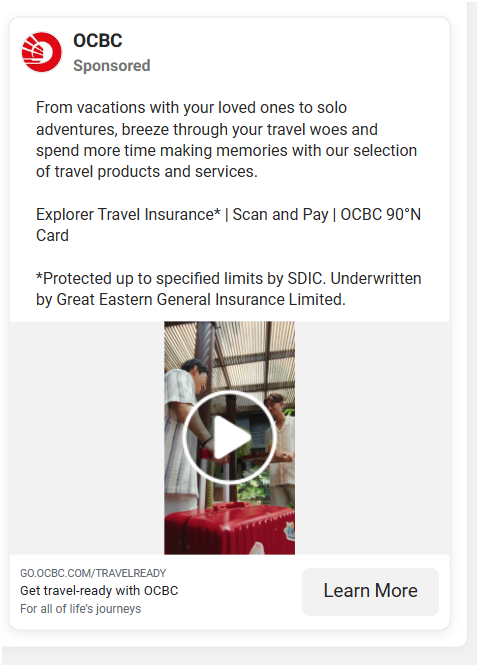 OCBC
Sponsored
From vacations with your loved ones to solo
adventures, breeze through your travel woes and
spend more time making memories with our selection
of travel products and services.
Explorer Travel Insurance* | Scan and Pay | OCBC 90°N
Card
*Protected up to specified limits by SDIC. Underwritten
by Great Eastern General Insurance Limited.
GO.OCBC.COM/TRAVELREADY
Get travel-ready with OCBC
For all of life's journeys
Learn More